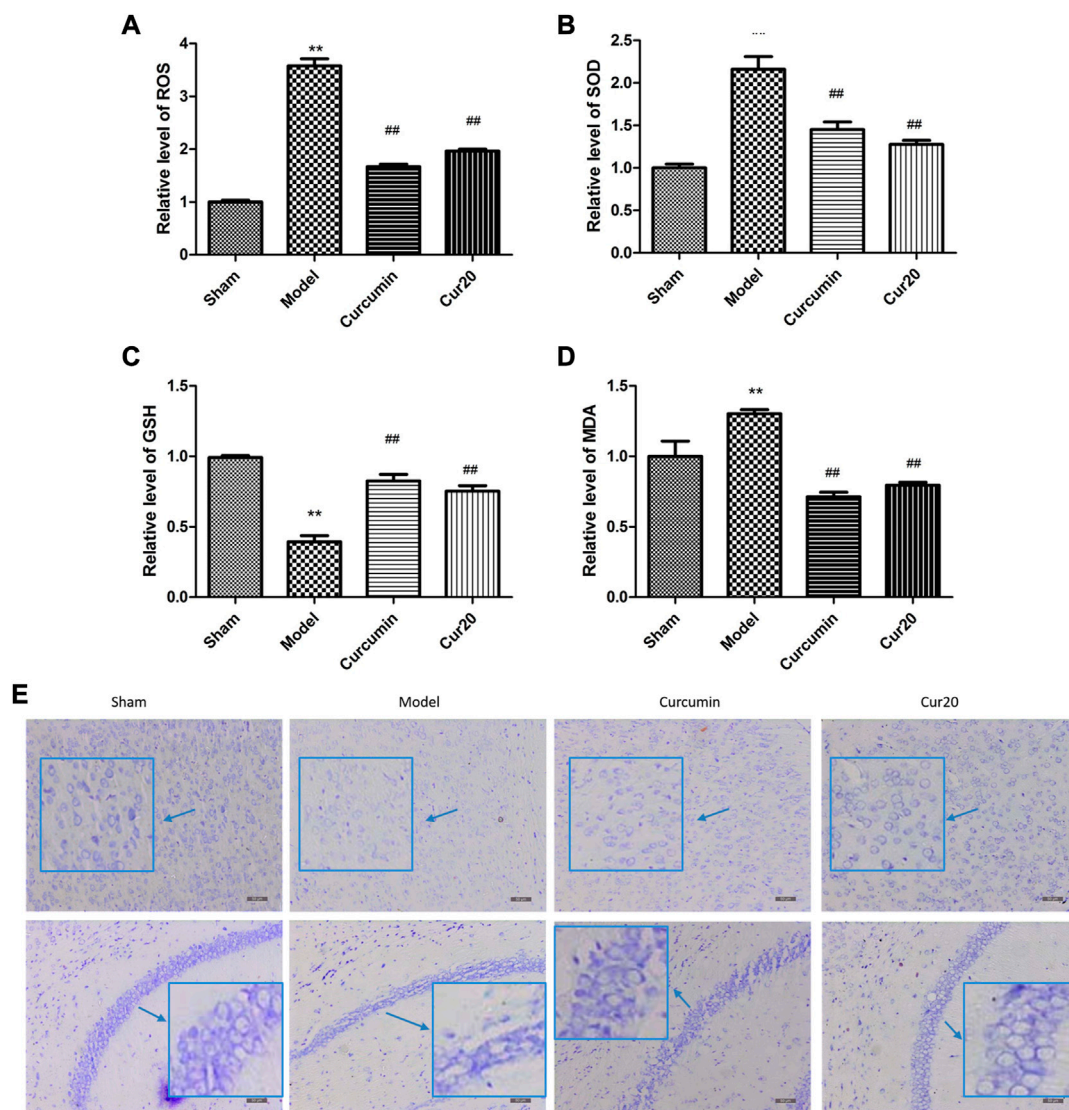 A
Relative level of ROS
4
3
2
1
0
**
##
##
Sham
Model
Curcumin
Cur20
B
Relative level of SOD
2.5
2.0
1.5
1.0
0.5
0.0
##
##
Sham
Model
Curcumin
Cur20
C
Relative level of GSH
1.5
1.0
0.5
0.0
**
##
##
Sham
Model
Curcumin
Cur20
D
Relative level of MDA
1.5
1.0
0.5
0.0
**
##
##
Sham
Model
Curcumin
Cur20
E
Sham
Model
Curcumin
Cur20